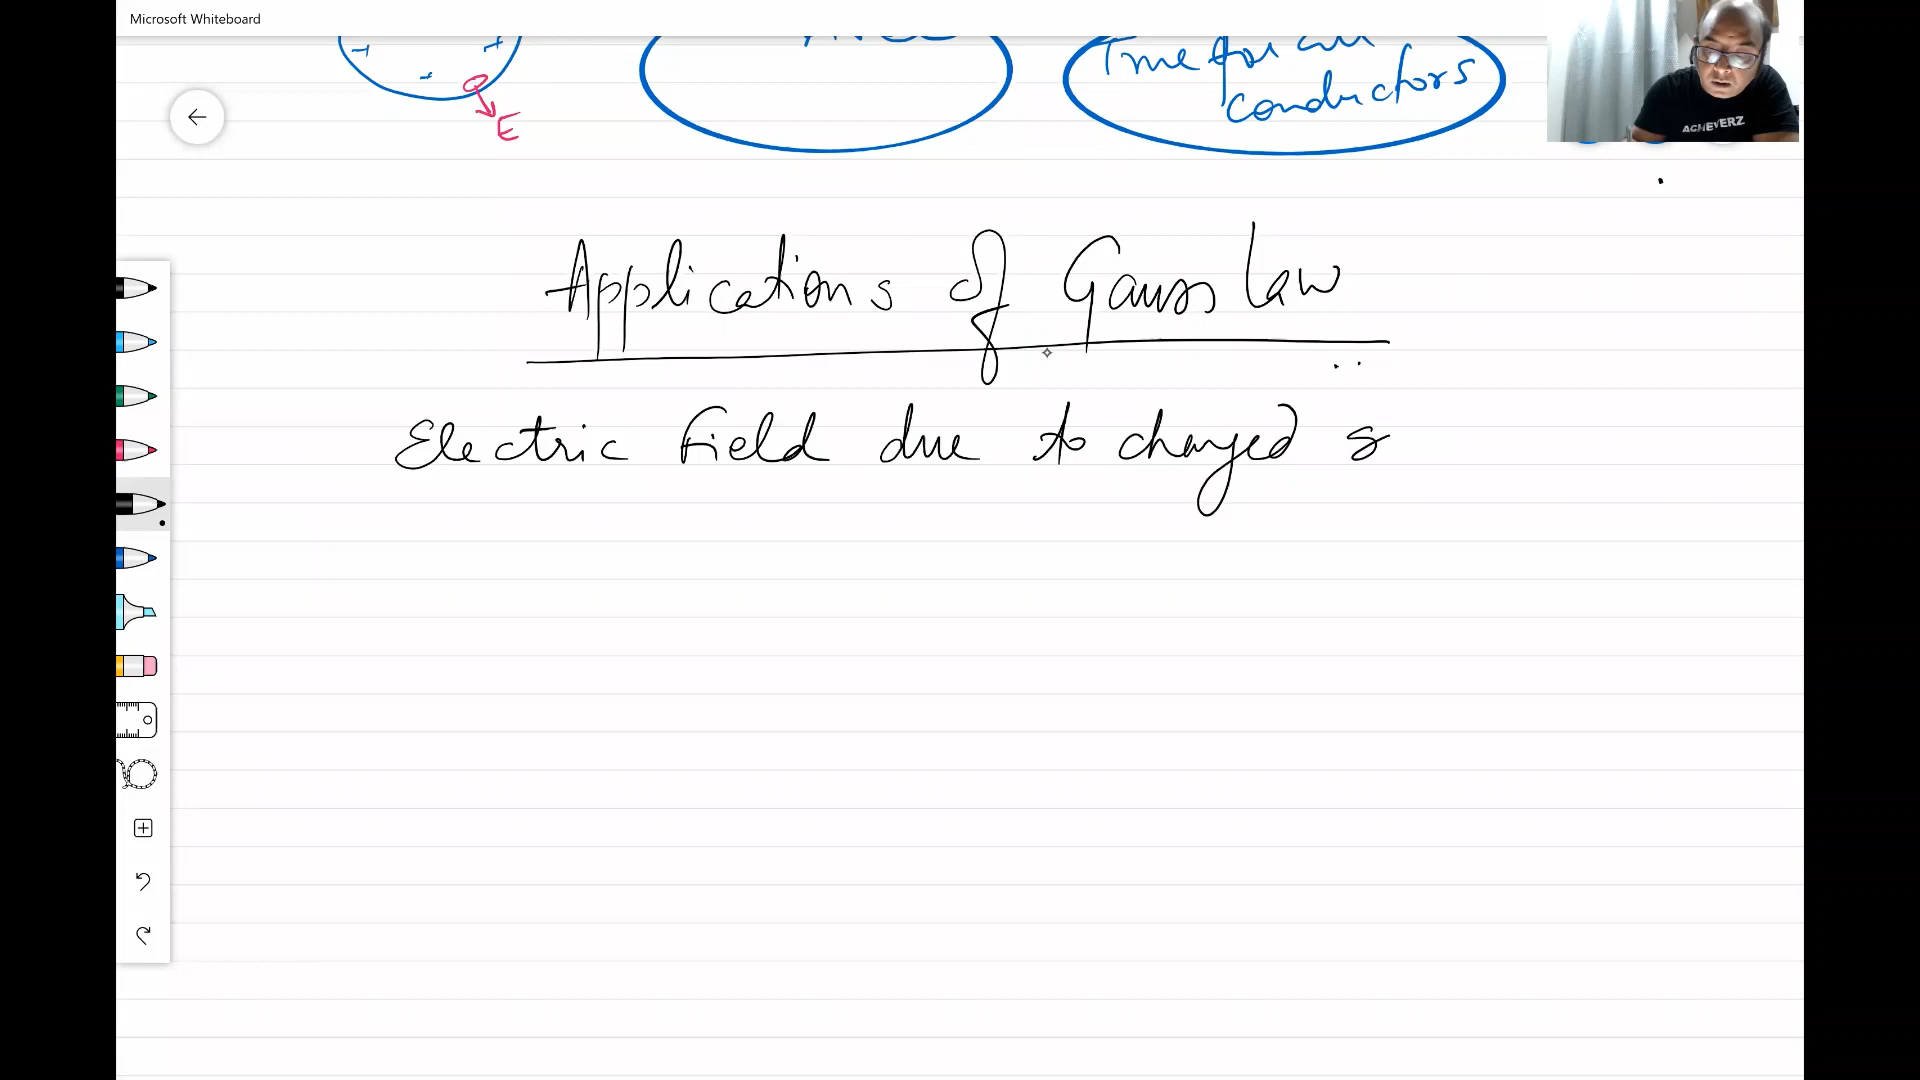 Microsoft Whiteboard
True for all
conductors
E
ACHIEVERZ
Applications of Gauss law
Electric Field due to charged s